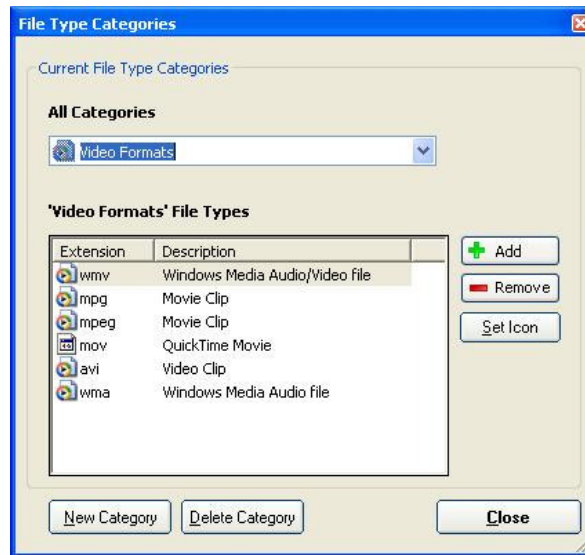 File Type Categories
Current File Type Categories
All Categories
Video Formats
'Video Formats' File Types
Extension Description
wmv Windows Media Audio/Video file
mpg Movie Clip
mpeg Movie Clip
mov QuickTime Movie
avi Video Clip
wma Windows Media Audio file
Add
Remove
Set Icon
New Category Delete Category Close